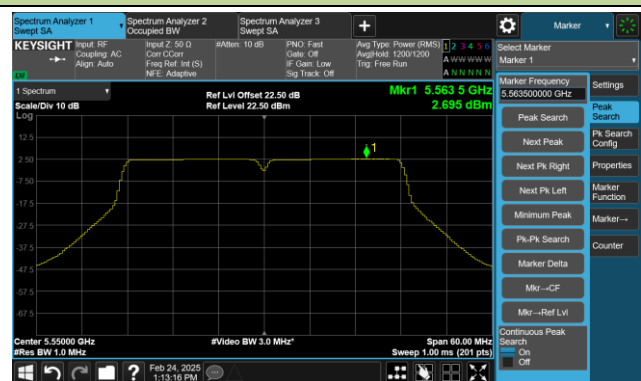 Spectrum Analyzer 1
Swept SA
Spectrum Analyzer 2
Occupied BW
Spectrum Analyzer 3
Swept SA
Marker
KEYSIGHT
Input: RF
Coupling: AC
Align: Auto
Input Z: 50 Ω
Corr CCorr
Freq Ref: Int (S)
NFE: Adaptive
#Atten: 10 dB
PNO: Fast
Gate: Off
IF Gain: Low
Sig Track: Off
Avg Type: Power (RMS)
Avg|Hold: 1200/1200
Trig: Free Run
1 2 3 4 5 6
A W W W W W
A N N N N N
LW
Select Marker
Marker 1
1 Spectrum
Scale/Div 10 dB
Log
Ref Lvl Offset 22.50 dB
Ref Level 22.50 dBm
Mkr1 5.563 5 GHz
2.695 dBm
12.5
2.50
-7.50
-17.5
-27.5
-37.5
-47.5
-57.5
-67.5
1
Center 5.55000 GHz
#Res BW 1.0 MHz
#Video BW 3.0 MHz*
Span 60.00 MHz
Sweep 1.00 ms (201 pts)
Marker Frequency
5.563500000 GHz
Peak Search
Next Peak
Next Pk Right
Next Pk Left
Minimum Peak
Pk-Pk Search
Marker Delta
Mkr→CF
Mkr→Ref Lvl
Continuous Peak
Search
On
Off
Settings
Peak
Search
Pk Search
Config
Properties
Marker
Function
Marker→
Counter
Feb 24, 2025
1:13:16 PM